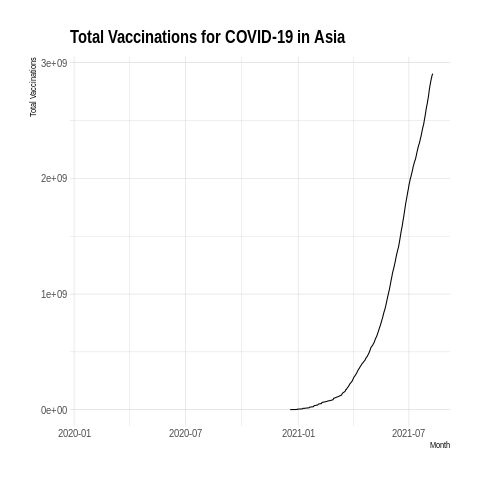 Total Vaccinations for COVID-19 in Asia
Total Vaccinations
3e+09
2e+09
1e+09
0e+00
2020-01 2020-07 2021-01 2021-07
Month